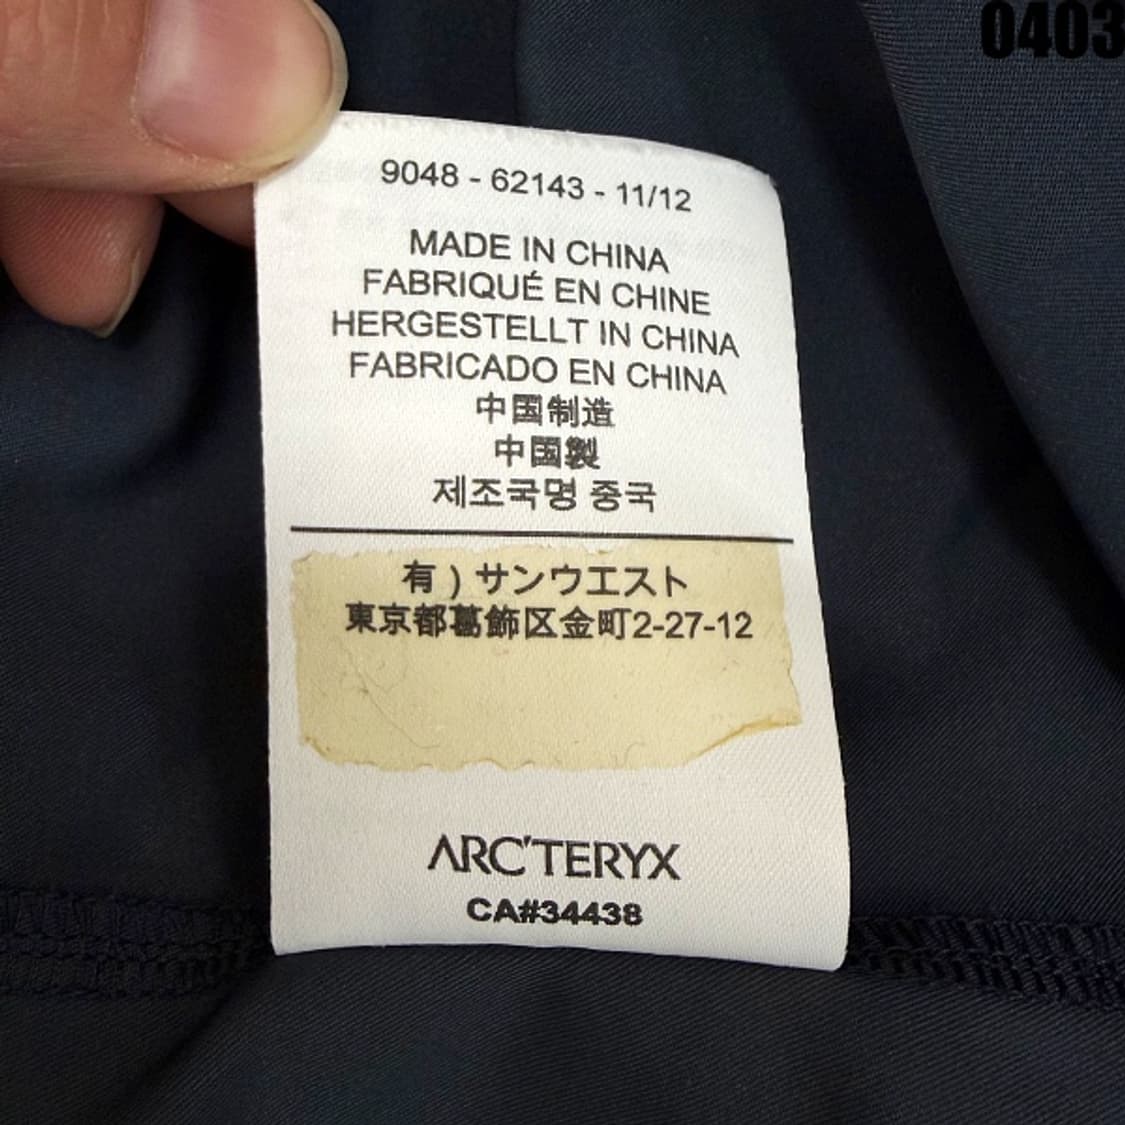 0403
9048 - 62143 - 11/12
MADE IN CHINA
FABRIQUÉ EN CHINE
HERGESTELLT IN CHINA
FABRICADO EN CHINA
中国制造
中国製
제조국명 중국
有）サンウエスト
東京都葛飾区金町2-27-12
ARC'TERYX
CA#34438